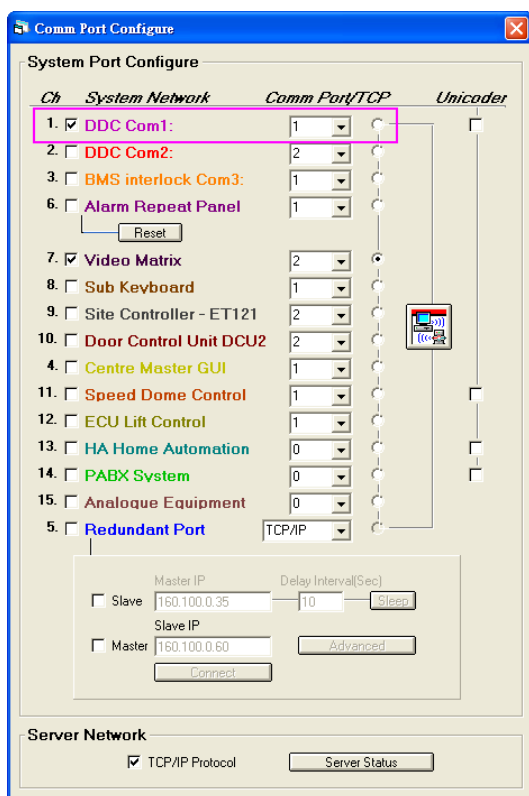 Comm Port Configure
System Port Configure
Ch System Network Comm Port/TCP Unicoder
1. DDC Com1: 1
2. DDC Com2: 2
3. BMS interlock Com3: 1
6. Alarm Repeat Panel 1
Reset
7. Video Matrix 2
8. Sub Keyboard 1
9. Site Controller - ET121 2
10. Door Control Unit DCU2 2
4. Centre Master GUI 1
11. Speed Dome Control 1
12. ECU Lift Control 1
13. HA Home Automation 0
14. PABX System 0
15. Analogue Equipment 0
5. Redundant Port TCP/IP
Master IP Delay Interval(Sec)
Slave 160.100.0.35 10 Sleep
Slave IP
Master 160.100.0.60 Advanced
Connect
Server Network
TCP/IP Protocol Server Status